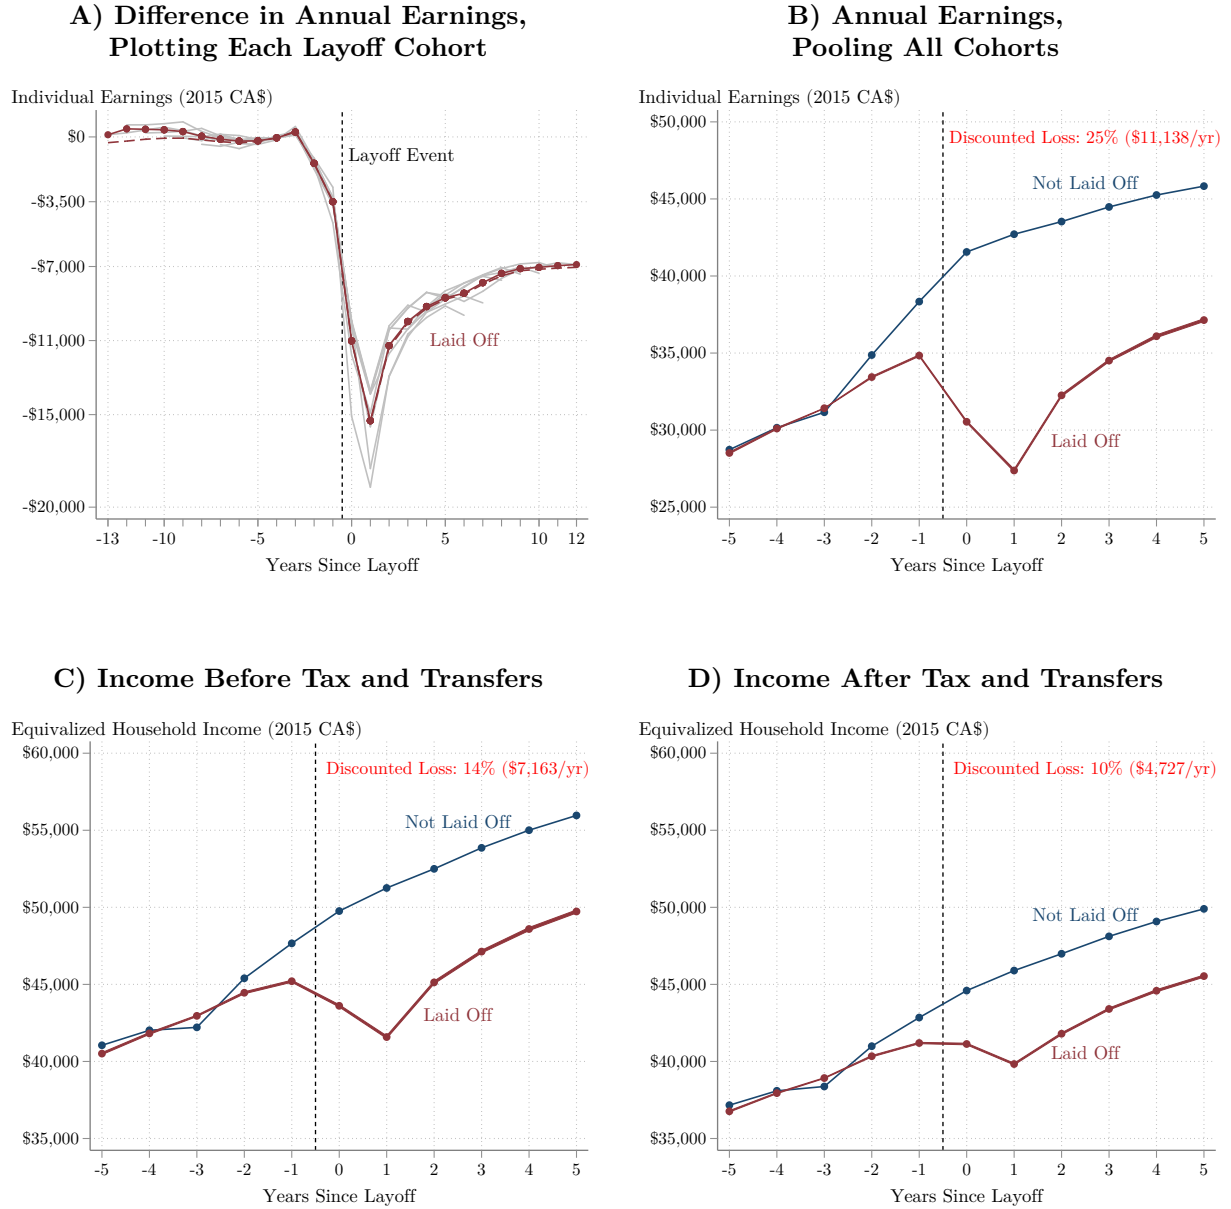 A) Difference in Annual Earnings,
Plotting Each Layoff Cohort
Individual Earnings (2015 CA$)
$0
-$3,500
-$7,000
-$11,000
-$15,000
-$20,000
Layoff Event
Laid Off
-13 -10 -5 0 5 10 12
Years Since Layoff
B) Annual Earnings,
Pooling All Cohorts
Individual Earnings (2015 CA$)
$50,000
$45,000
$40,000
$35,000
$30,000
$25,000
Discounted Loss: 25% ($11,138/yr)
Not Laid Off
Laid Off
-5 -4 -3 -2 -1 0 1 2 3 4 5
Years Since Layoff
C) Income Before Tax and Transfers
Equivalized Household Income (2015 CA$)
$60,000
$55,000
$50,000
$45,000
$40,000
$35,000
Discounted Loss: 14% ($7,163/yr)
Not Laid Off
Laid Off
-5 -4 -3 -2 -1 0 1 2 3 4 5
Years Since Layoff
D) Income After Tax and Transfers
Equivalized Household Income (2015 CA$)
$60,000
$55,000
$50,000
$45,000
$40,000
$35,000
Discounted Loss: 10% ($4,727/yr)
Not Laid Off
Laid Off
-5 -4 -3 -2 -1 0 1 2 3 4 5
Years Since Layoff